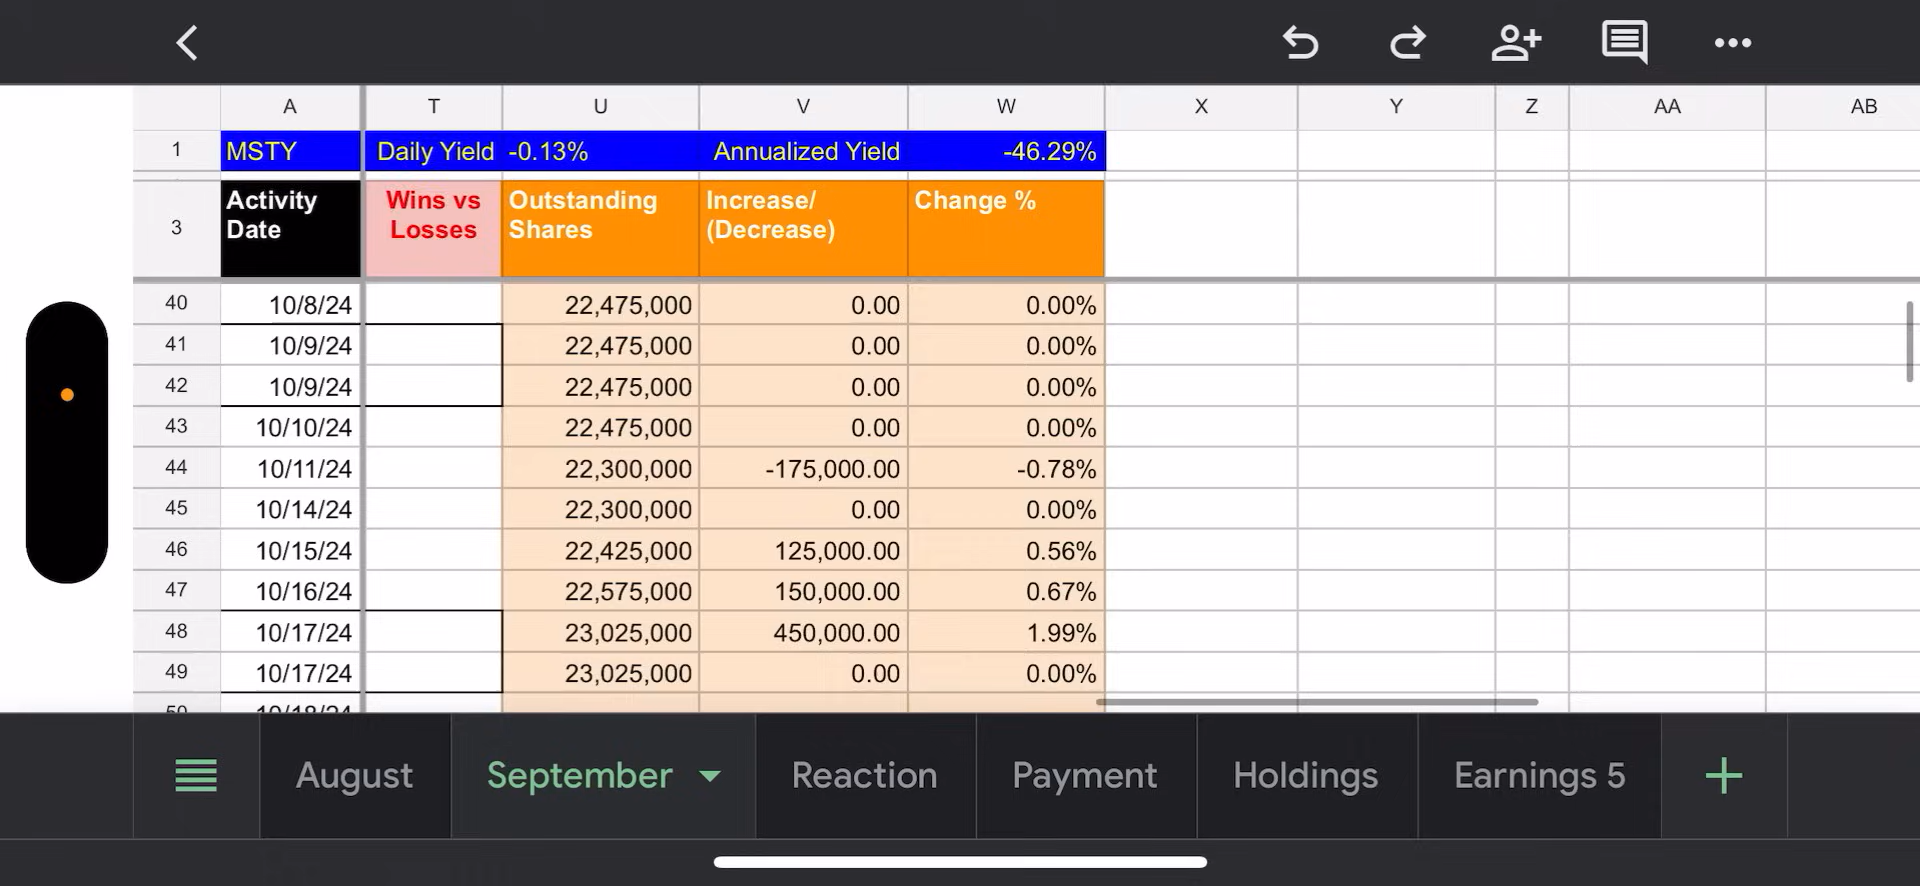 A T U V W X Y Z AA AB
1 MSTY Daily Yield -0.13% Annualized Yield -46.29%
3 Activity Date Wins vs Losses Outstanding Shares Increase/ (Decrease) Change %
40 10/8/24 22,475,000 0.00 0.00%
41 10/9/24 22,475,000 0.00 0.00%
42 10/9/24 22,475,000 0.00 0.00%
43 10/10/24 22,475,000 0.00 0.00%
44 10/11/24 22,300,000 -175,000.00 -0.78%
45 10/14/24 22,300,000 0.00 0.00%
46 10/15/24 22,425,000 125,000.00 0.56%
47 10/16/24 22,575,000 150,000.00 0.67%
48 10/17/24 23,025,000 450,000.00 1.99%
49 10/17/24 23,025,000 0.00 0.00%
50 10/18/24
August September Reaction Payment Holdings Earnings 5